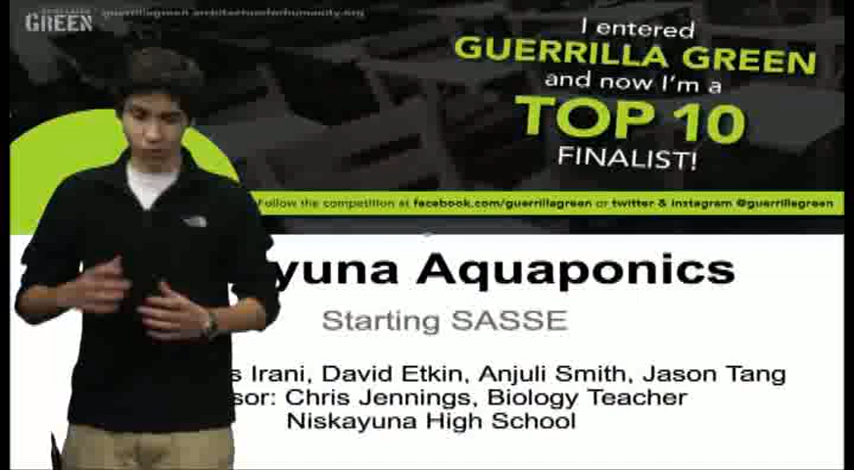 GREEN guerrillagreen.architectureforhumanity.org
I entered
GUERRILLA GREEN
and now I'm a
TOP 10
FINALIST!
Follow the competition at facebook.com/guerrillagreen or twitter & instagram @guerrillagreen
yuna Aquaponics
Starting SASSE
s Irani, David Etkin, Anjuli Smith, Jason Tang
sor: Chris Jennings, Biology Teacher
Niskayuna High School